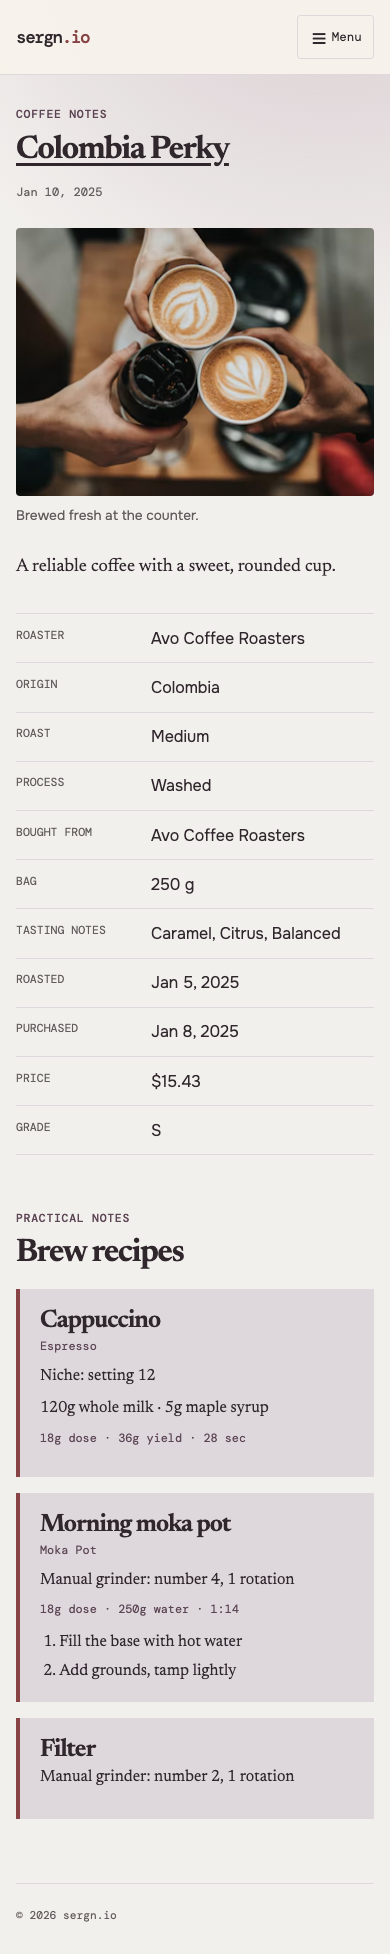 sergn.io
Menu
COFFEE NOTES
Colombia Perky
Jan 10, 2025
Brewed fresh at the counter.
A reliable coffee with a sweet, rounded cup.
ROASTER Avo Coffee Roasters
ORIGIN Colombia
ROAST Medium
PROCESS Washed
BOUGHT FROM Avo Coffee Roasters
BAG 250 g
TASTING NOTES Caramel, Citrus, Balanced
ROASTED Jan 5, 2025
PURCHASED Jan 8, 2025
PRICE $15.43
GRADE S
PRACTICAL NOTES
Brew recipes
Cappuccino
Espresso
Niche: setting 12
120g whole milk · 5g maple syrup
18g dose · 36g yield · 28 sec
Morning moka pot
Moka Pot
Manual grinder: number 4, 1 rotation
18g dose · 250g water · 1:14
1. Fill the base with hot water
2. Add grounds, tamp lightly
Filter
Manual grinder: number 2, 1 rotation
© 2026 sergn.io